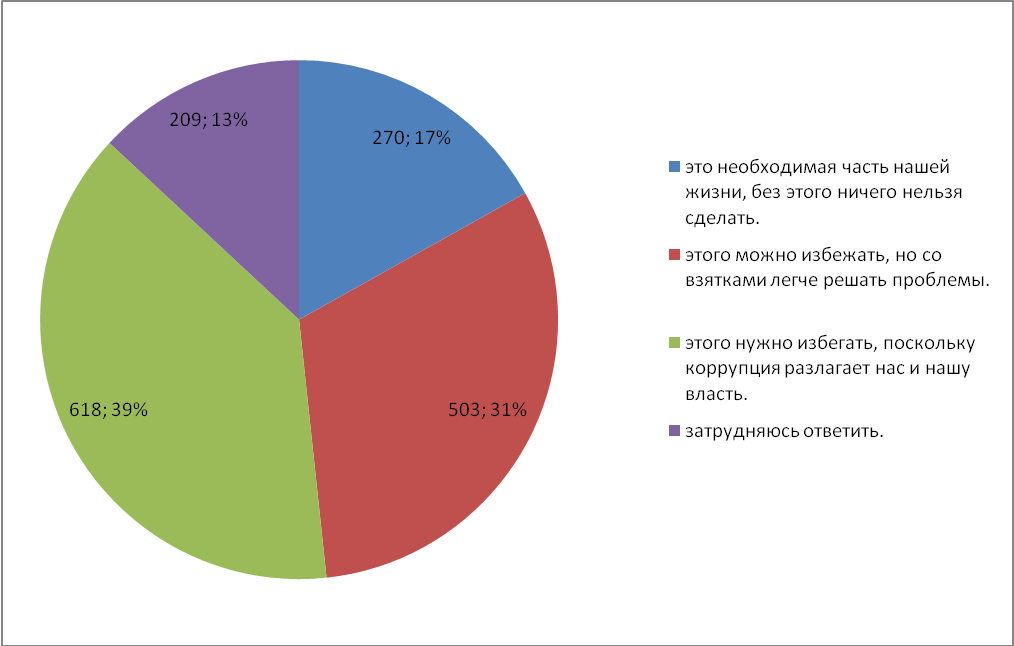 209; 13%
270; 17%
618; 39%
503; 31%
это необходимая часть нашей
жизни, без этого ничего нельзя
сделать.
этого можно избежать, но со
взятками легче решать проблемы.
этого нужно избегать, поскольку
коррупция разлагает нас и нашу
власть.
затрудняюсь ответить.